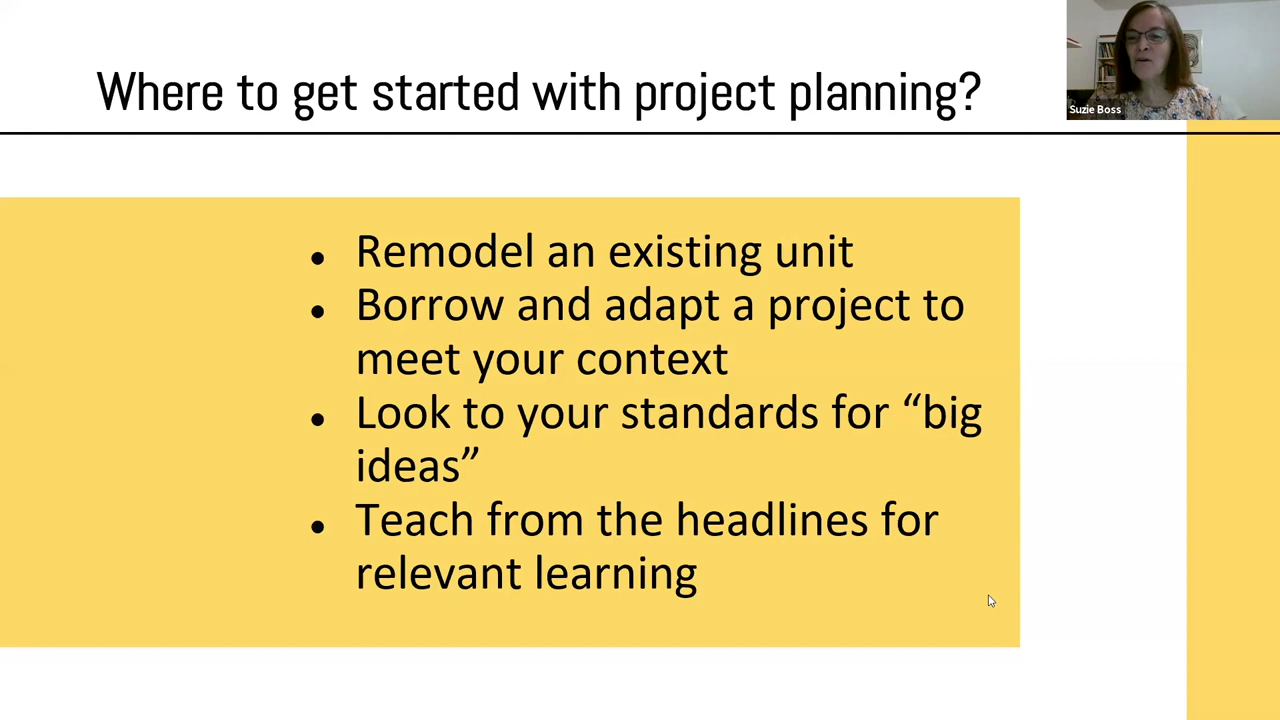 Where to get started with project planning?
Suzie Boss
• Remodel an existing unit
• Borrow and adapt a project to
meet your context
• Look to your standards for “big
ideas”
• Teach from the headlines for
relevant learning